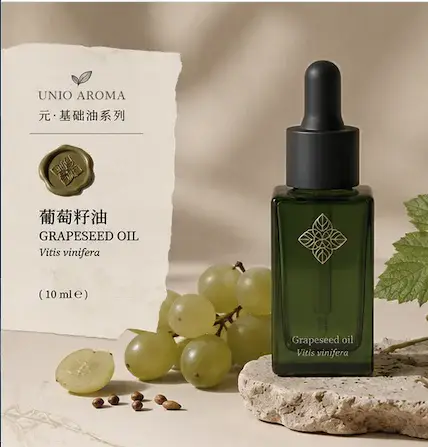 UNIO AROMA
元·基础油系列
葡萄籽油
GRAPESEED OIL
Vitis vinifera
( 10 ml ℮ )
Grapeseed oil
Vitis vinifera